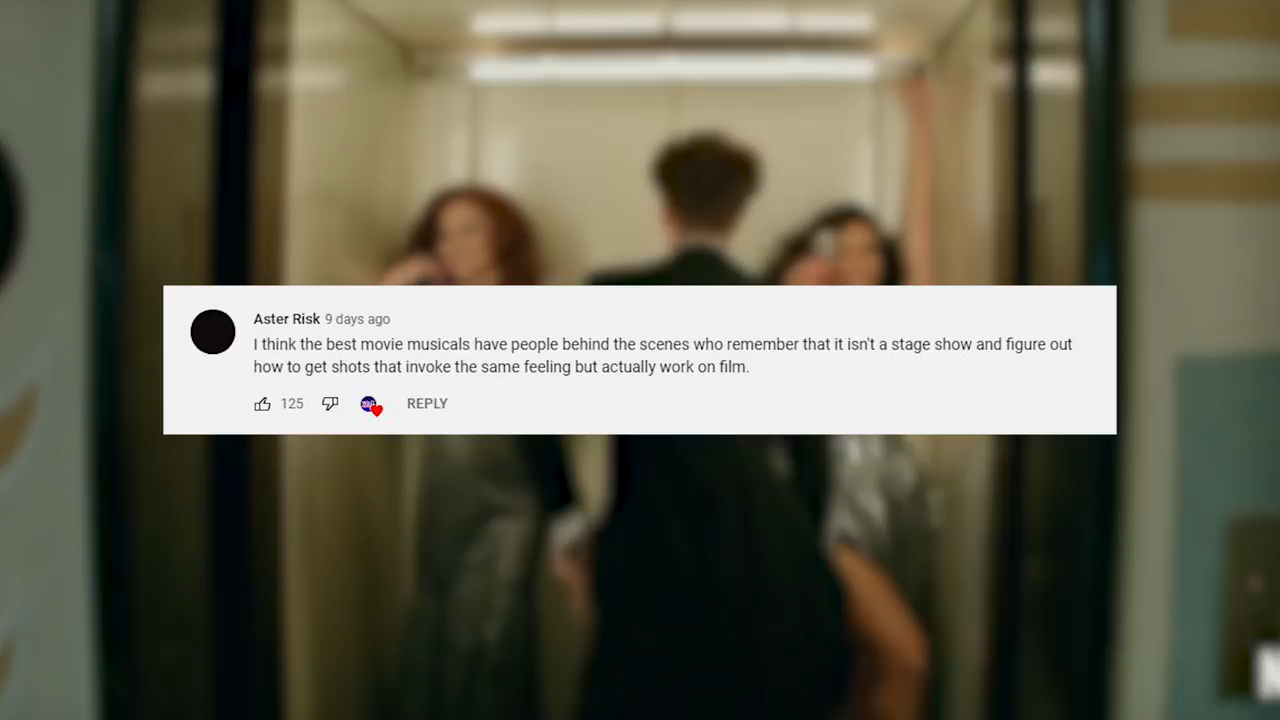 Aster Risk 9 days ago
I think the best movie musicals have people behind the scenes who remember that it isn't a stage show and figure out
how to get shots that invoke the same feeling but actually work on film.
125 REPLY